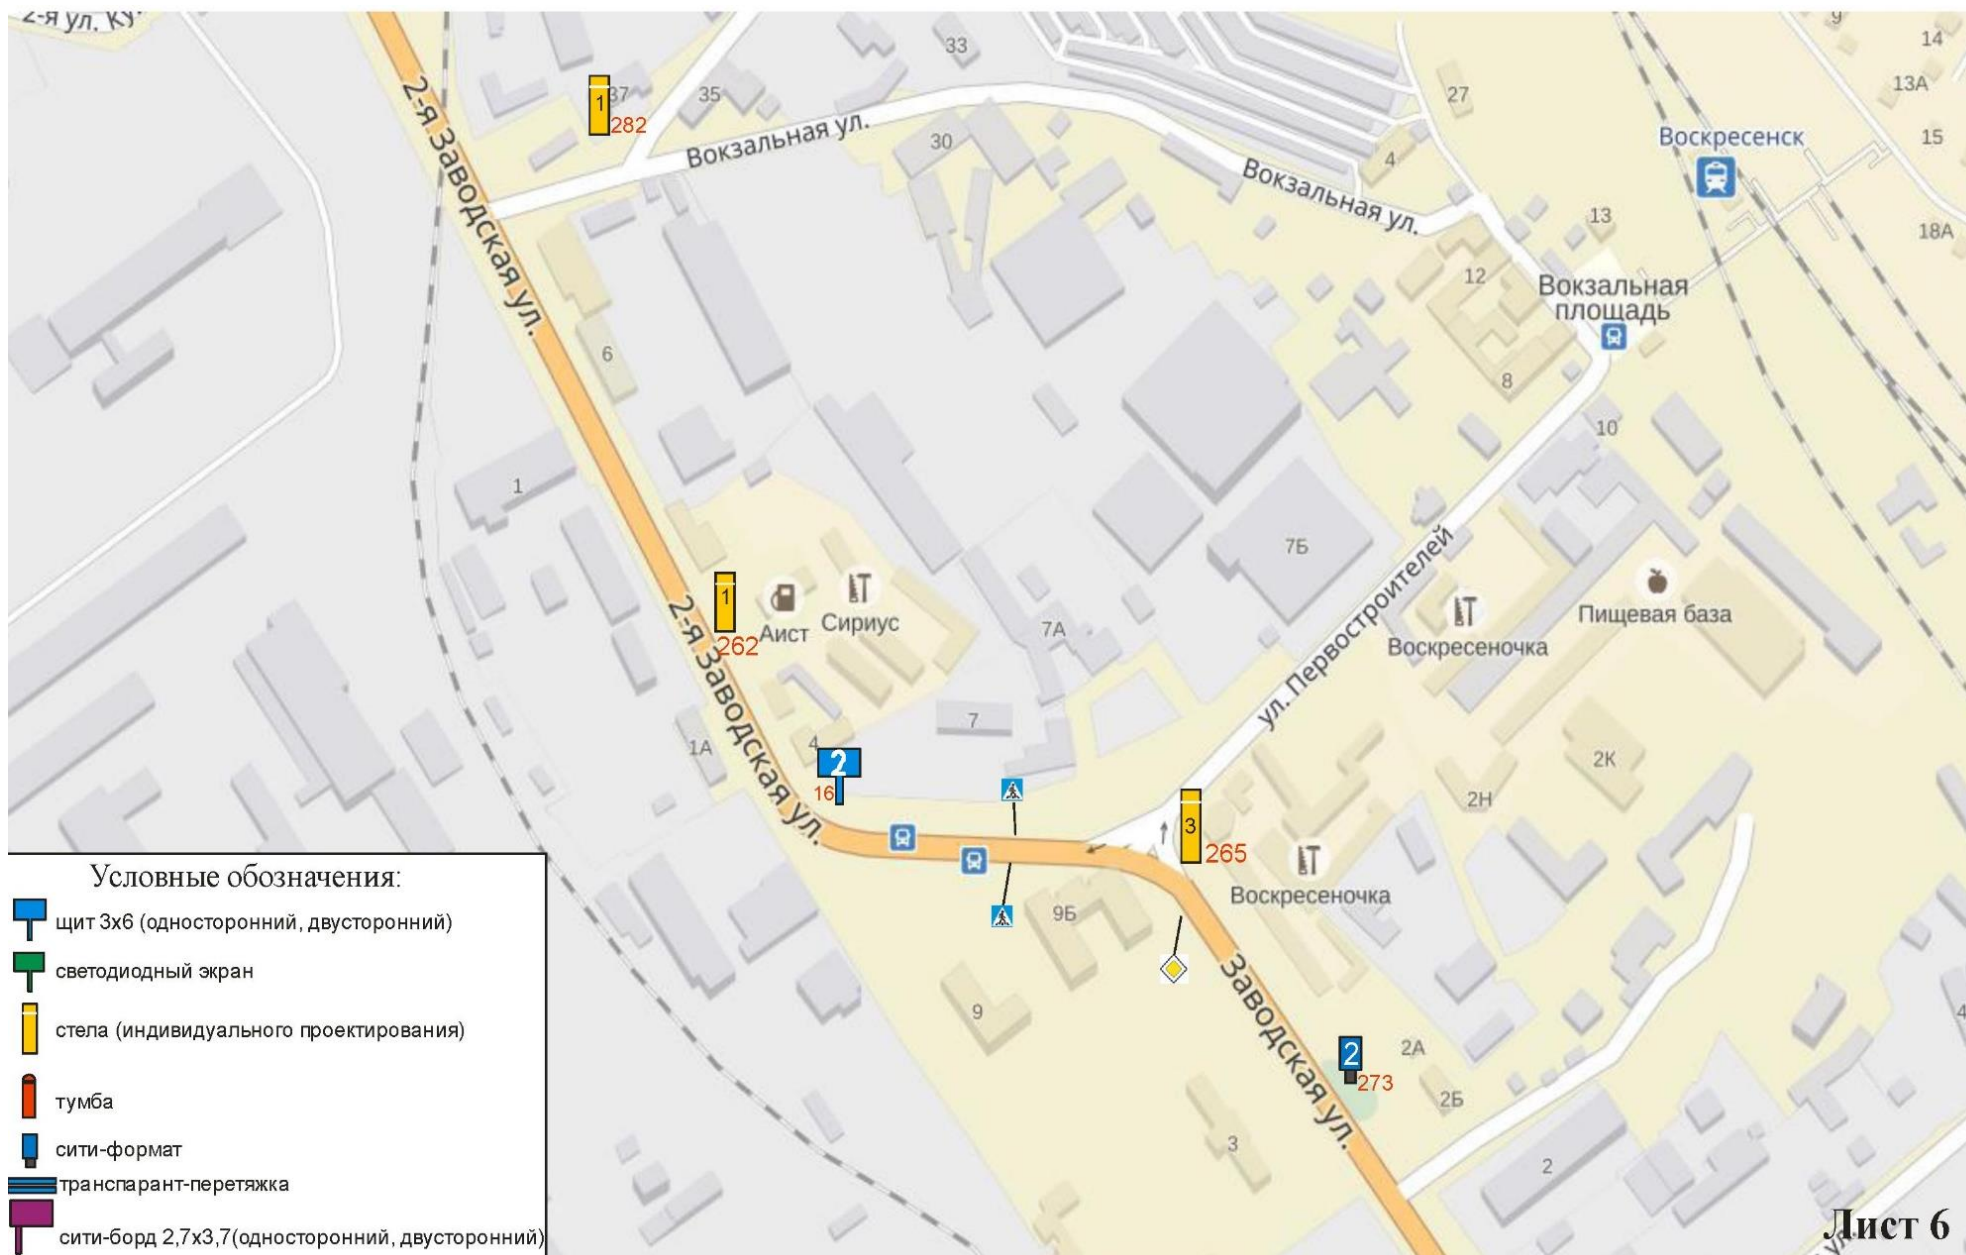 2-я ул. Ку
33
9
14
27
13А
37
35
1
282
Вокзальная ул.
30
4
Воскресенск
15
Вокзальная ул.
13
18А
2-я Заводская ул.
12
Вокзальная
площадь
6
8
10
1
7Б
ул. Первостроителей
1
262
Аист
Сириус
7А
Воскресеночка
Пищевая база
2-я Заводская ул.
7
1А
4
2
16
2К
2Н
3
265
Воскресеночка
9Б
9
Заводская ул.
2
273
2А
2Б
3
2
4
ул.
Условные обозначения:
щит 3х6 (односторонний, двусторонний)
светодиодный экран
стела (индивидуального проектирования)
тумба
сити-формат
транспарант-перетяжка
сити-борд 2,7х3,7(односторонний, двусторонний)
Лист 6